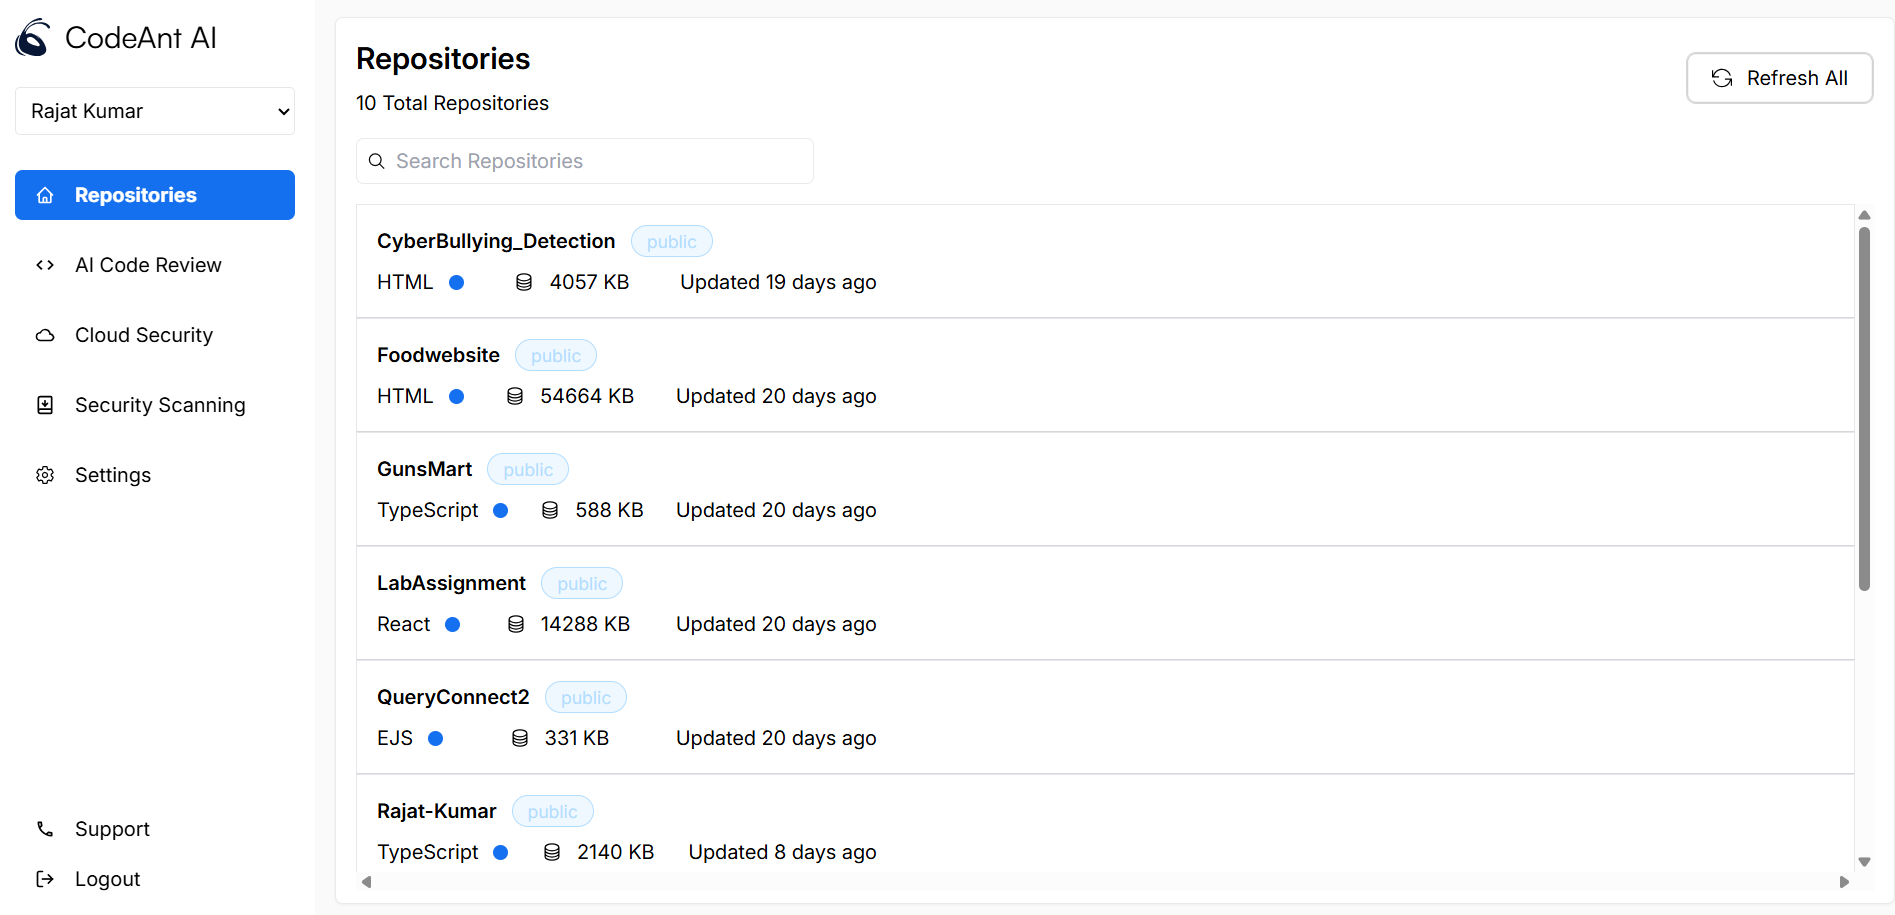 CodeAnt AI
Rajat Kumar
Repositories
AI Code Review
Cloud Security
Security Scanning
Settings
Support
Logout
Repositories
10 Total Repositories
Refresh All
Search Repositories
CyberBullying_Detection public
HTML 4057 KB Updated 19 days ago
Foodwebsite public
HTML 54664 KB Updated 20 days ago
GunsMart public
TypeScript 588 KB Updated 20 days ago
LabAssignment public
React 14288 KB Updated 20 days ago
QueryConnect2 public
EJS 331 KB Updated 20 days ago
Rajat-Kumar public
TypeScript 2140 KB Updated 8 days ago